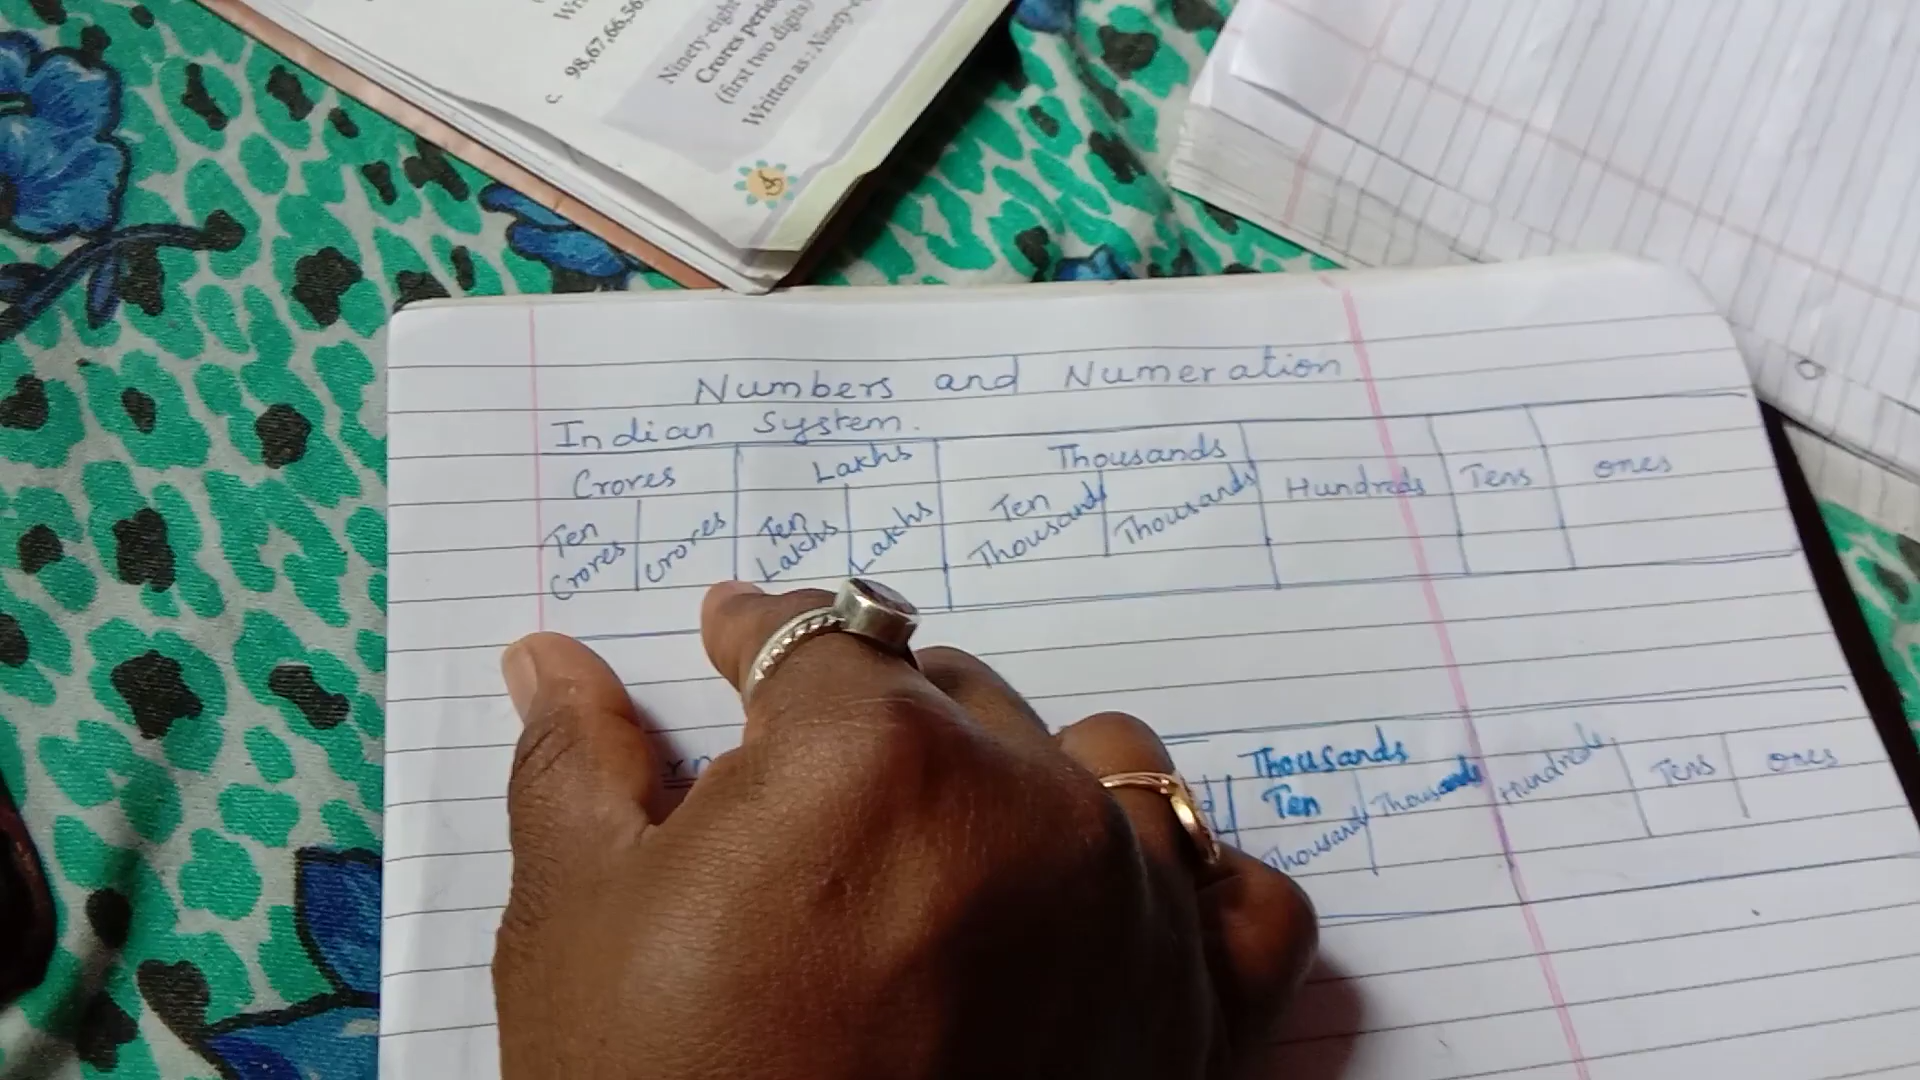 c. 98,67,66,56
Ninety-eight
Crores perio
(first two digits)
Written as: Ninety-e
Numbers and Numeration
Indian System.
Crores Lakhs Thousands Hundreds Tens ones
Ten Crores Crores Ten Lakhs Lakhs Ten Thousands Thousands
Thousands
Ten Thousand Thousands Hundreds Tens ones